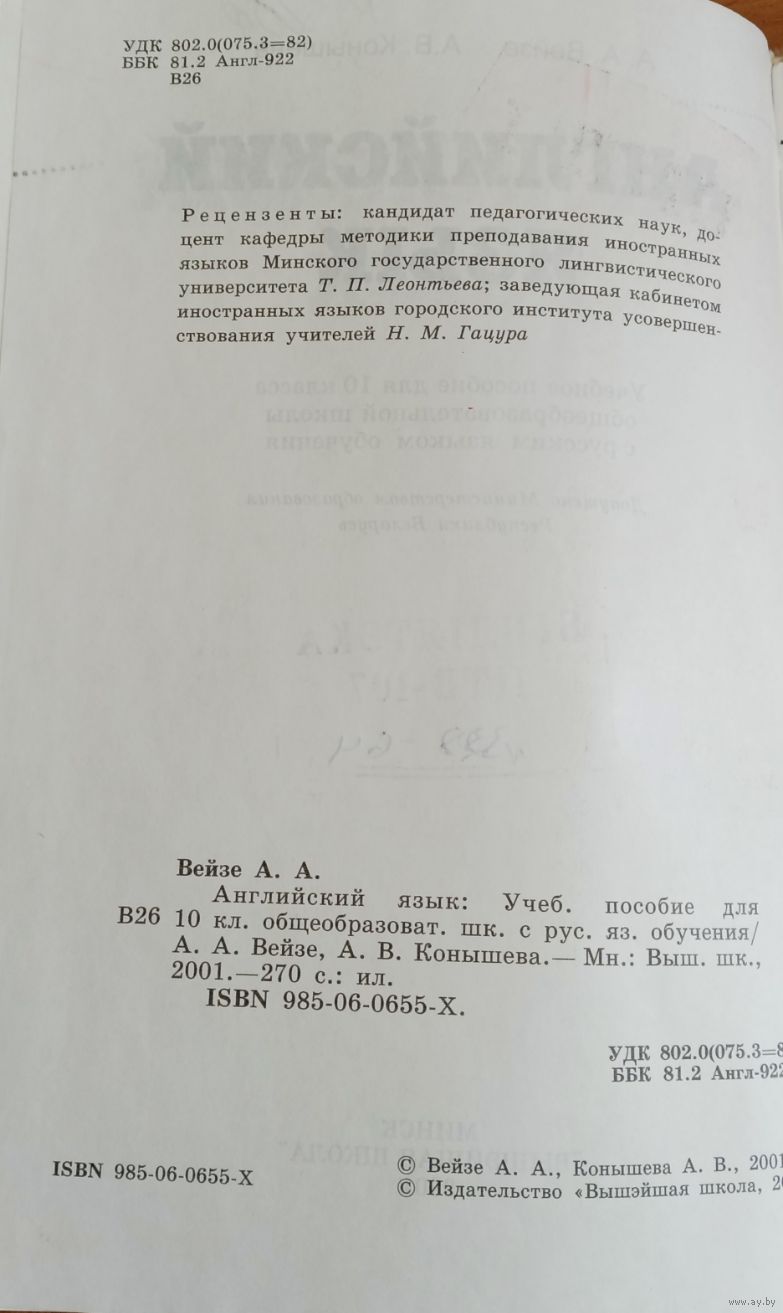 УДК 802.0(075.3=82)
ББК 81.2 Англ-922
В26
Рецензенты: кандидат педагогических наук, до-
цент кафедры методики преподавания иностранных
языков Минского государственного лингвистического
университета Т. П. Леонтьева; заведующая кабинетом
иностранных языков городского института усовершен-
ствования учителей Н. М. Гацура
Вейзе А. А.
Английский язык: Учеб. пособие для
В26 10 кл. общеобразоват. шк. с рус. яз. обучения/
А. А. Вейзе, А. В. Конышева.— Мн.: Выш. шк.,
2001.—270 с.: ил.
ISBN 985-06-0655-X.
УДК 802.0(075.3=8
ББК 81.2 Англ-922
ISBN 985-06-0655-X
© Вейзе А. А., Конышева А. В., 2001
© Издательство «Вышэйшая школа, 20
www.ay.by